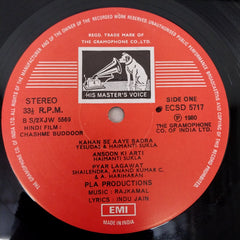 REGD. TRADE MARK OF
THE GRAMOPHONE CO. LTD.
HIS MASTER'S VOICE
STEREO
33⅓ R.P.M.
8 S/2XJW 5569
HINDI FILM:
CHASHME BUDDOOR
SIDE ONE
ECSD 5717
℗ 1980
THE GRAMOPHONE
CO. OF INDIA LTD.
KAHAN SE AAYE BADRA
YESUDAS & HAIMANTI SUKLA
ANSOON KI ARTI
HAIMANTI SUKLA
PYAR LAGAWAT
SHAILENDRA, ANAND KUMAR C.
& A. HARIHARAN
PLA PRODUCTIONS
MUSIC : RAJKAMAL
LYRICS : INDU JAIN
EMI
MADE IN INDIA